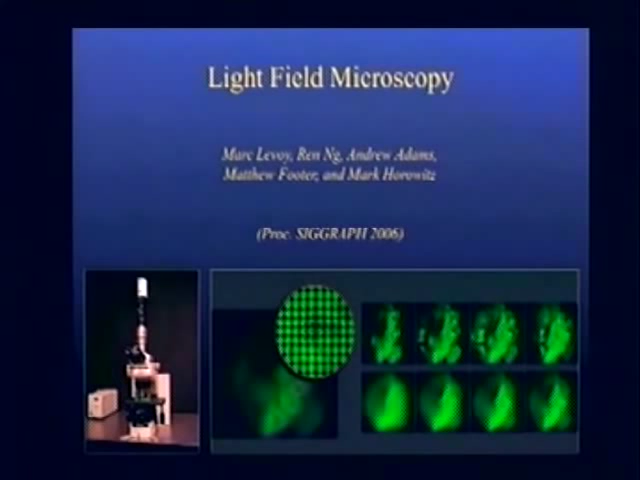 Light Field Microscopy
Marc Levoy, Ren Ng, Andrew Adams,
Matthew Footer, and Mark Horowitz
(Proc. SIGGRAPH 2006)